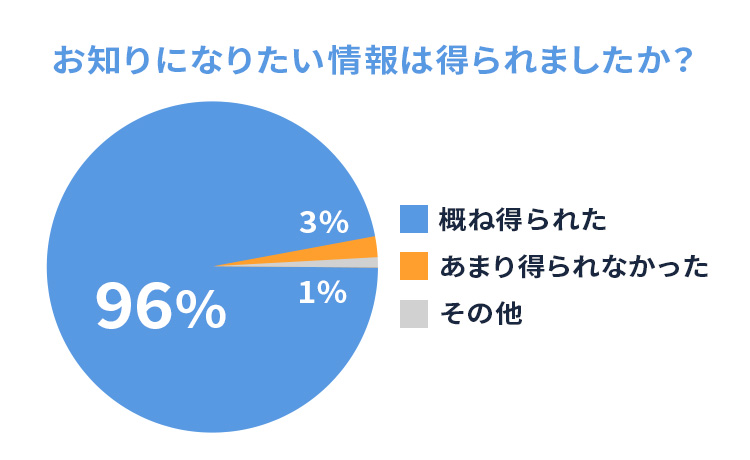 お知りになりたい情報は得られましたか？
3%
96%
1%
概ね得られた
あまり得られなかった
その他